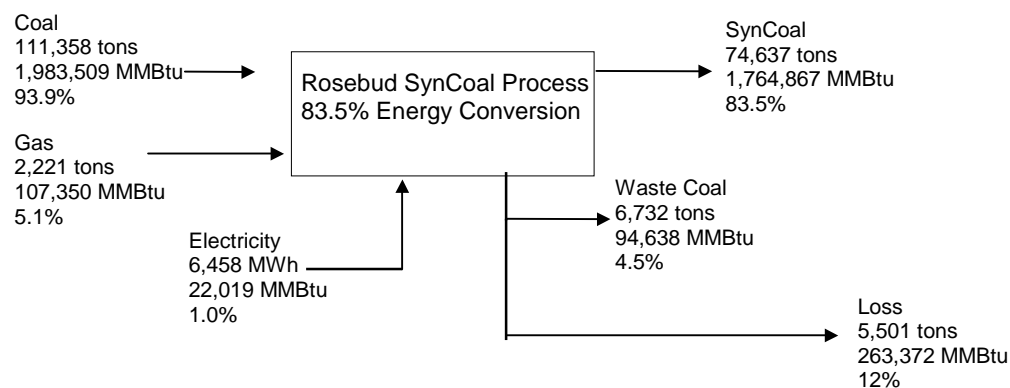 Coal
111,358 tons
1,983,509 MMBtu
93.9%
Gas
2,221 tons
107,350 MMBtu
5.1%
Electricity
6,458 MWh
22,019 MMBtu
1.0%
Rosebud SynCoal Process
83.5% Energy Conversion
SynCoal
74,637 tons
1,764,867 MMBtu
83.5%
Waste Coal
6,732 tons
94,638 MMBtu
4.5%
Loss
5,501 tons
263,372 MMBtu
12%